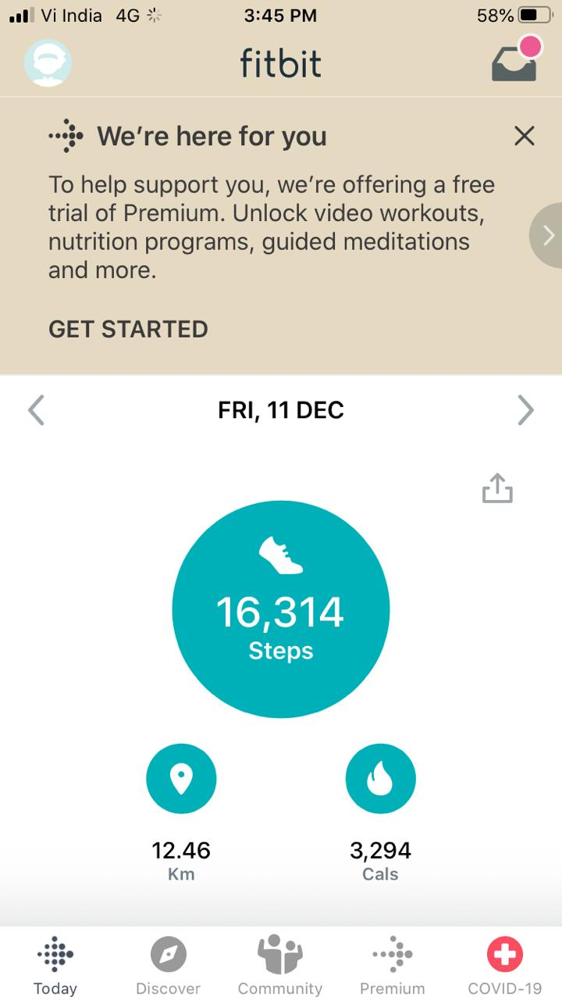 Vi India 4G 3:45 PM 58%
fitbit
We’re here for you
To help support you, we’re offering a free
trial of Premium. Unlock video workouts,
nutrition programs, guided meditations
and more.
GET STARTED
FRI, 11 DEC
16,314
Steps
12.46 3,294
Km Cals
Today Discover Community Premium COVID-19